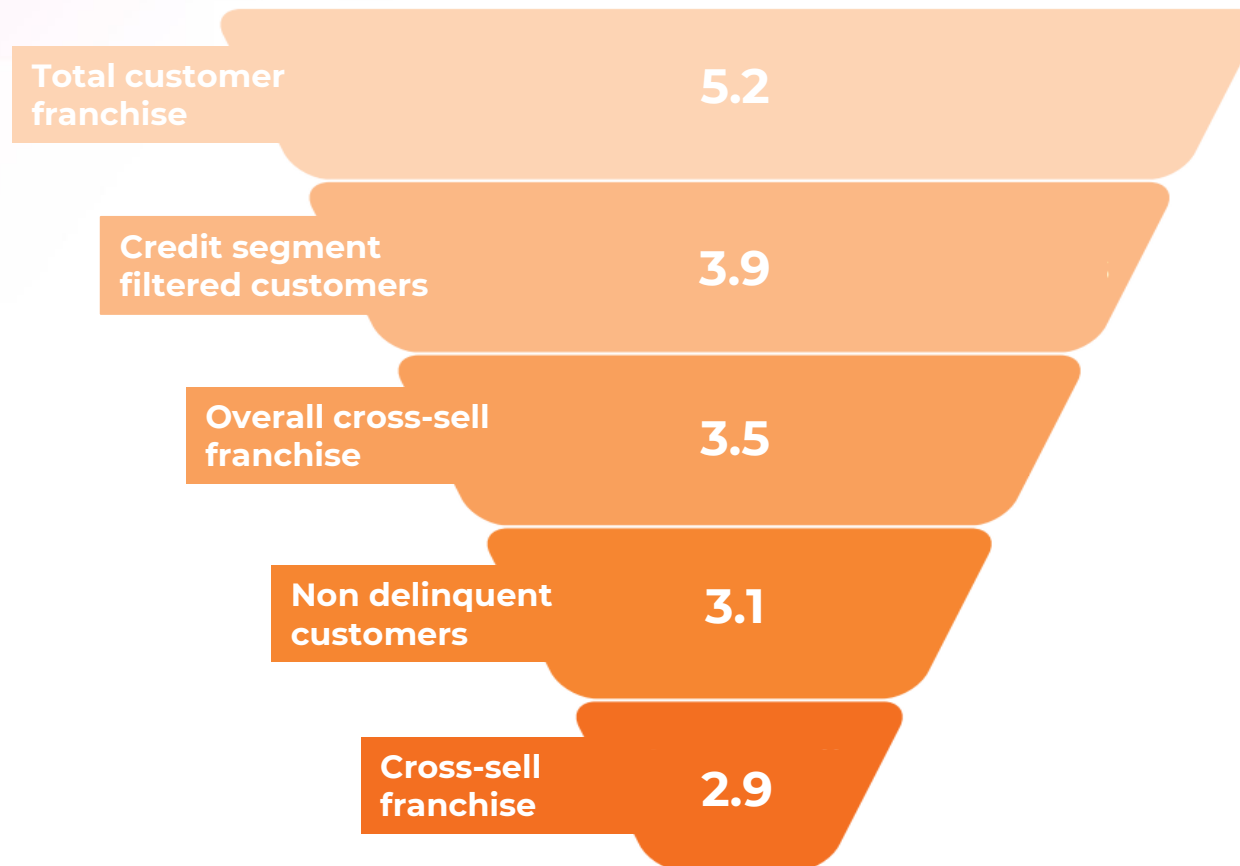 Total customer
franchise
5.2
Credit segment
filtered customers
3.9
Overall cross-sell
franchise
3.5
Non delinquent
customers
3.1
Cross-sell
franchise
2.9